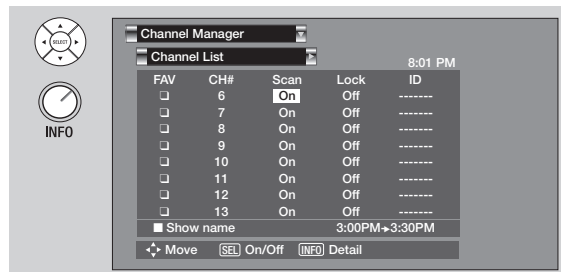 SELECT
INFO
Channel Manager
Channel List
8:01 PM
FAV CH# Scan Lock ID
❏ 6 On Off -------
❏ 7 On Off -------
❏ 8 On Off -------
❏ 9 On Off -------
❏ 10 On Off -------
❏ 11 On Off -------
❏ 12 On Off -------
❏ 13 On Off -------
■ Show name 3:00PM→3:30PM
Move SEL On/Off INFO Detail